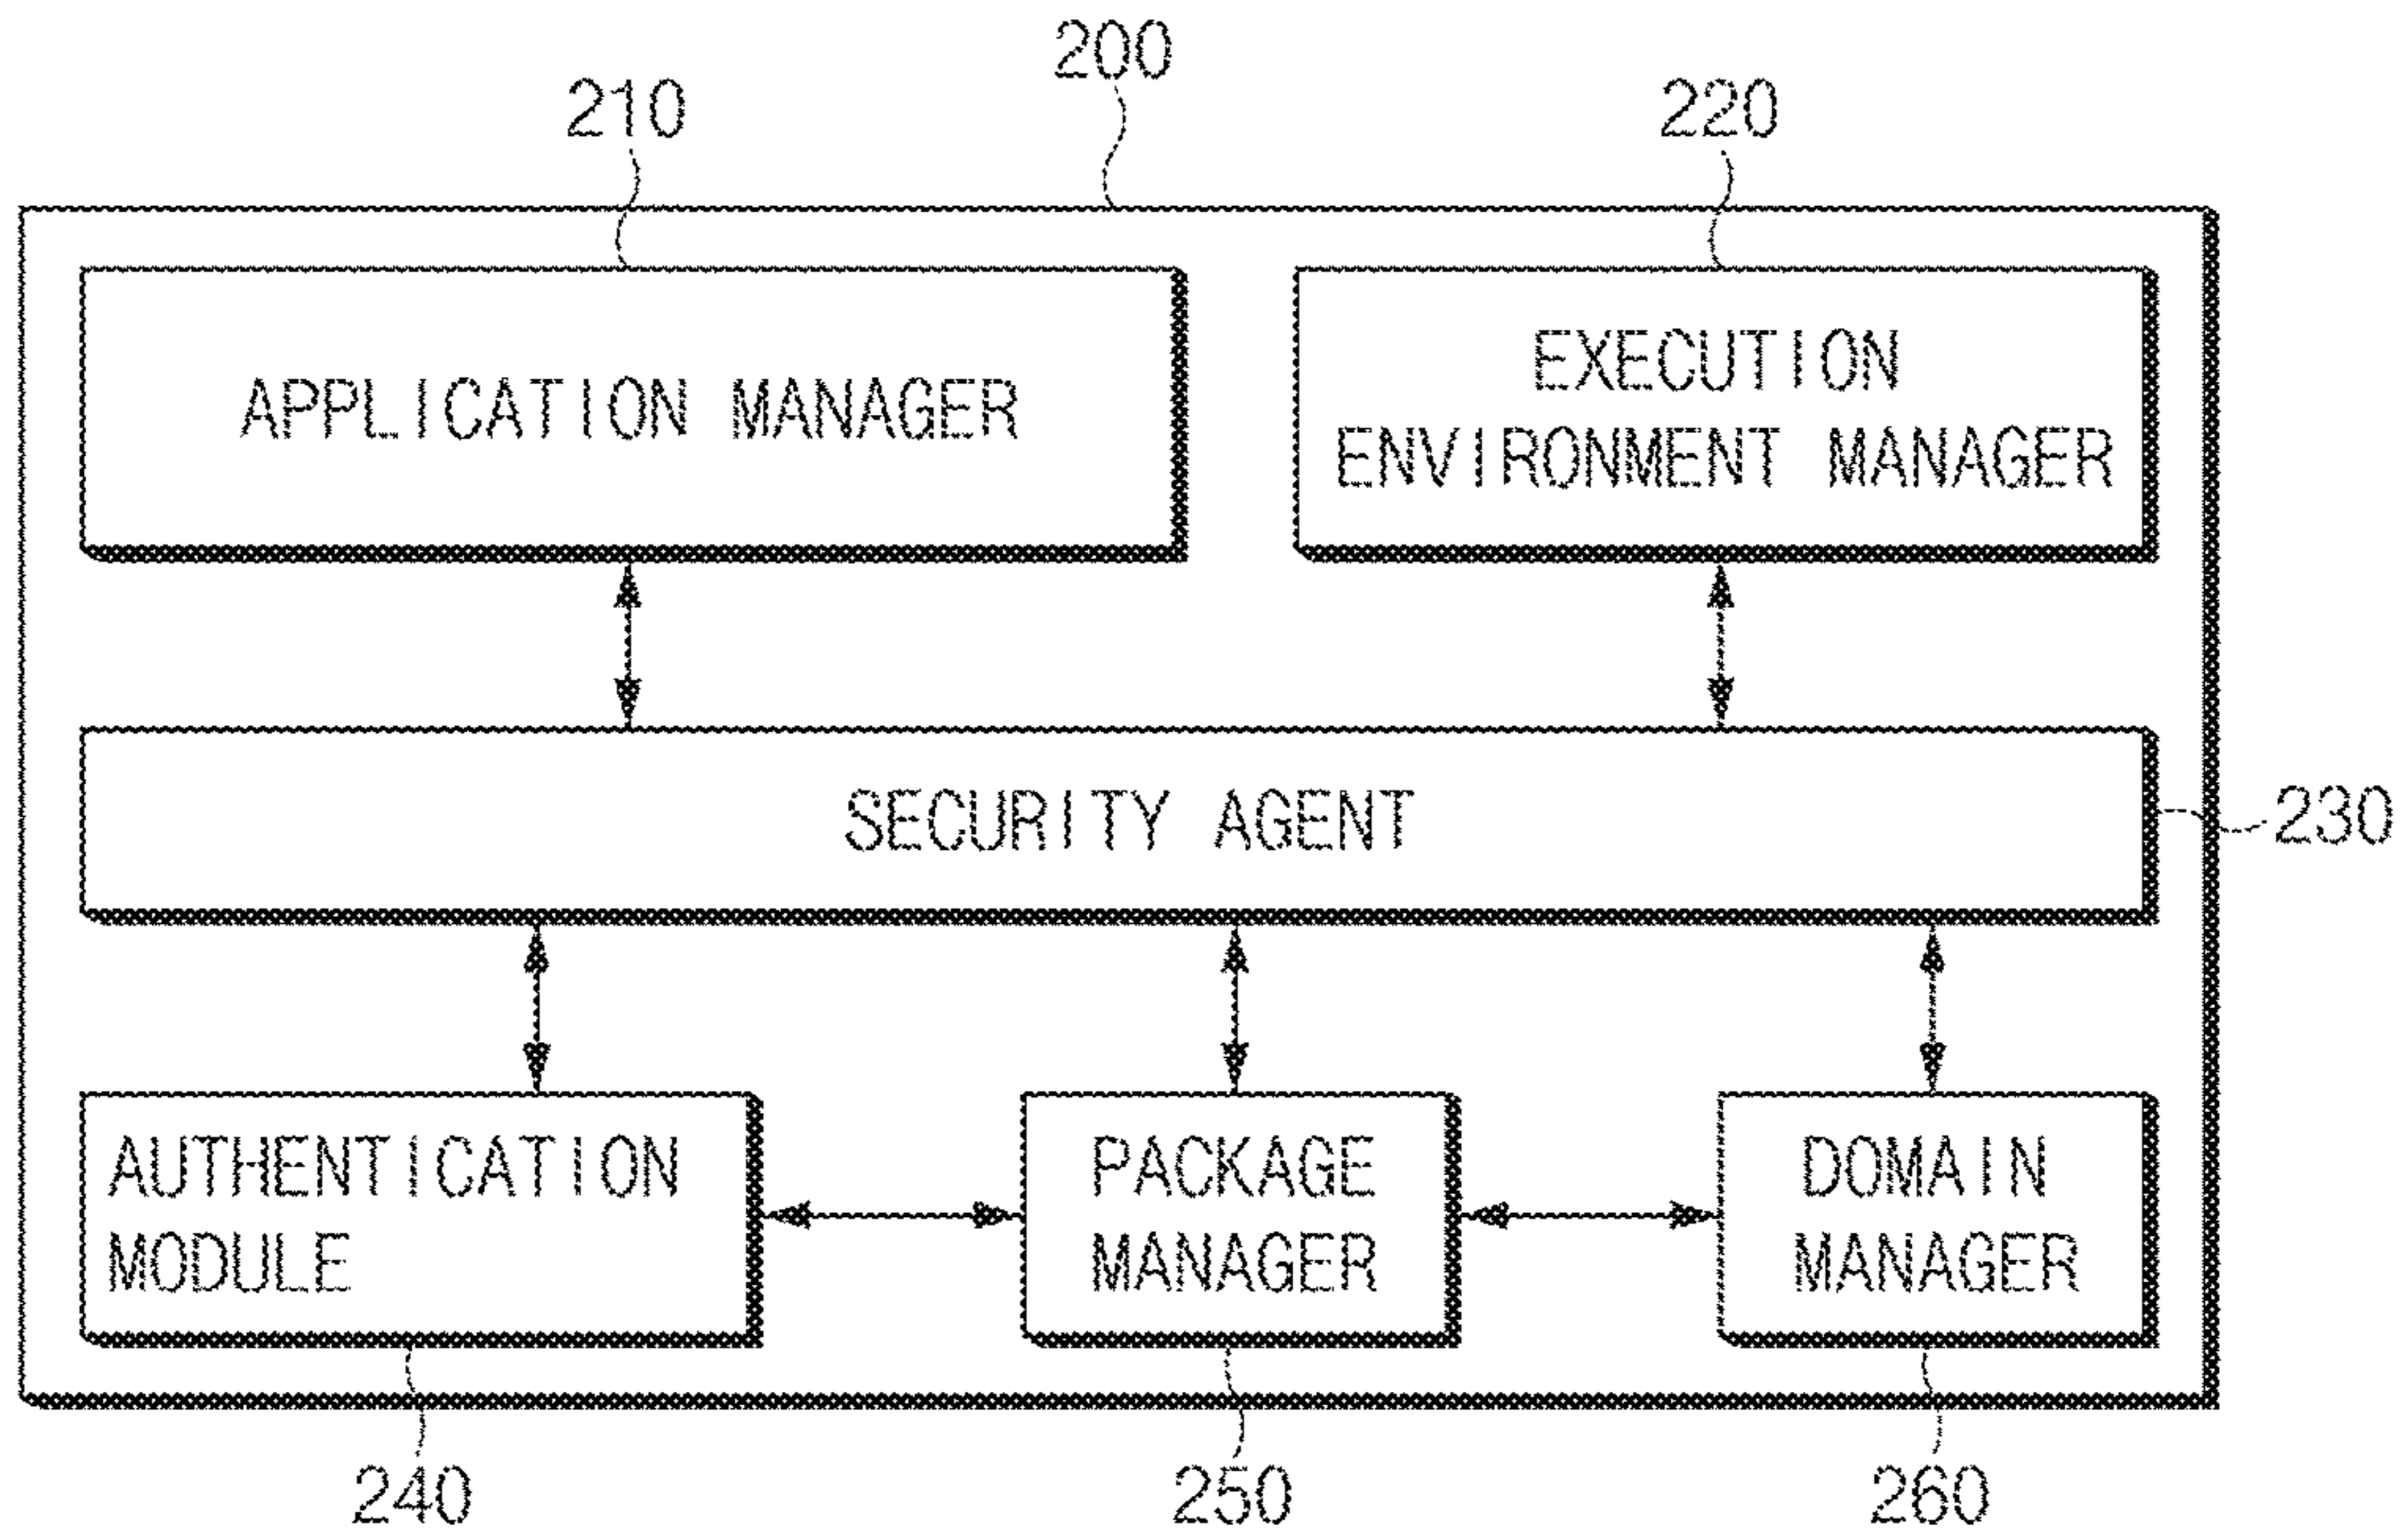 200
210
220
APPLICATION MANAGER
EXECUTION
ENVIRONMENT MANAGER
SECURITY AGENT
230
AUTHENTICATION
MODULE
PACKAGE
MANAGER
DOMAIN
MANAGER
240
250
260